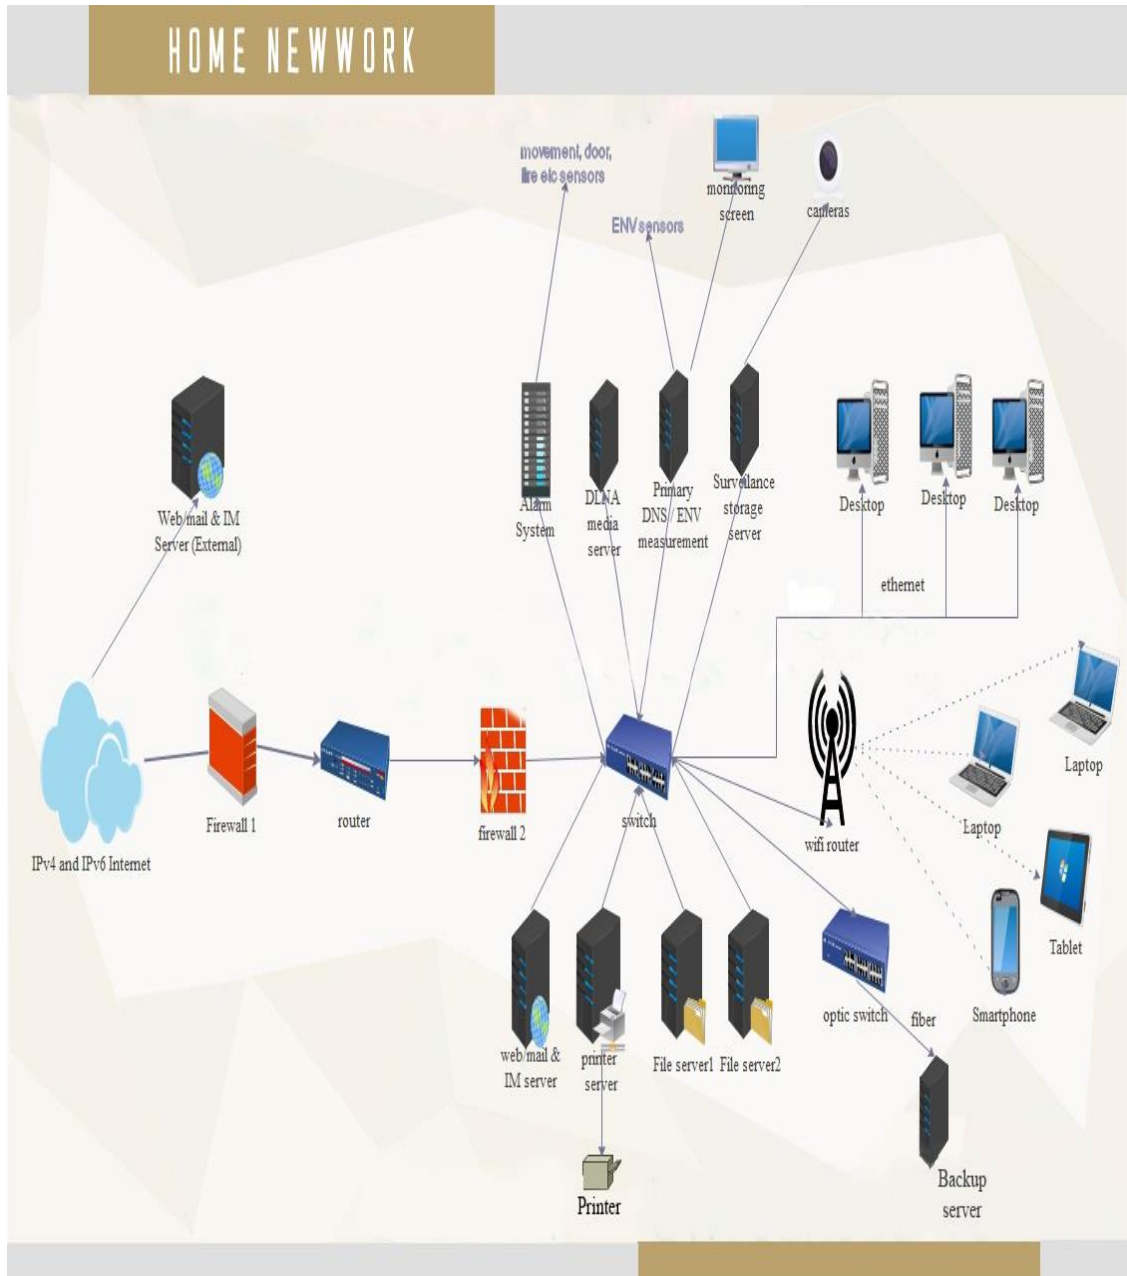 HOME NEWWORK
movement, door,
fire etc sensors
monitoring
screen
cameras
ENV sensors
Web/mail & IM
Server (External)
Alarm
System
DLNA
media
server
Primary
DNS / ENV
measurement
Surveilance
storage
server
Desktop
Desktop
Desktop
ethernet
IPv4 and IPv6 Internet
Firewall 1
router
firewall 2
switch
wifi router
Laptop
Laptop
Tablet
Smartphone
optic switch
fiber
web/mail &
IM server
printer
server
File server1
File server2
Backup
server
Printer